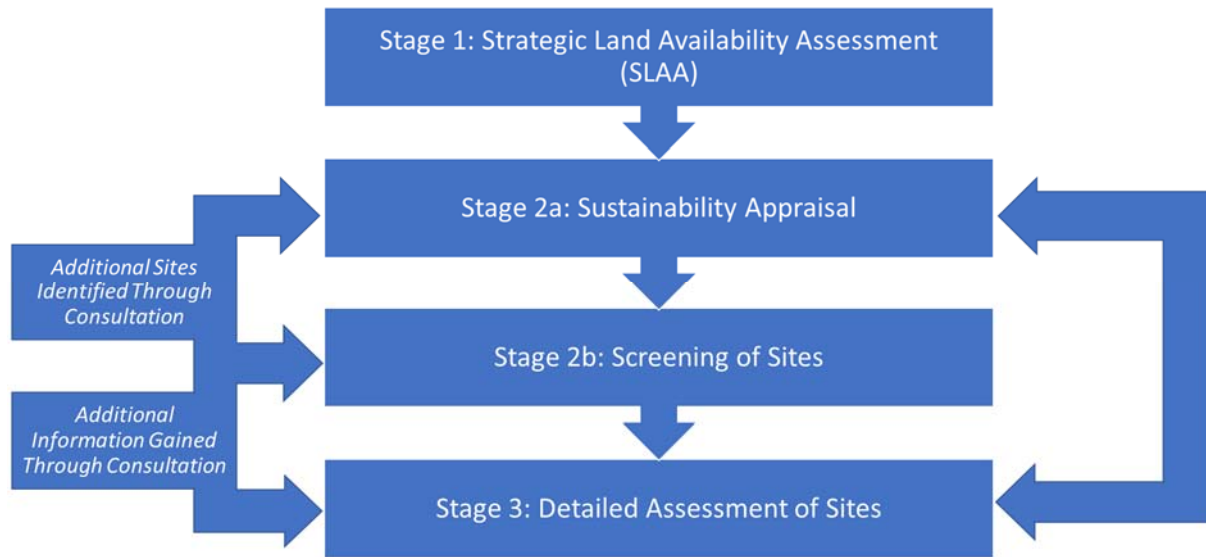 Stage 1: Strategic Land Availability Assessment
(SLAA)
Stage 2a: Sustainability Appraisal
Additional Sites
Identified Through
Consultation
Stage 2b: Screening of Sites
Additional
Information Gained
Through Consultation
Stage 3: Detailed Assessment of Sites